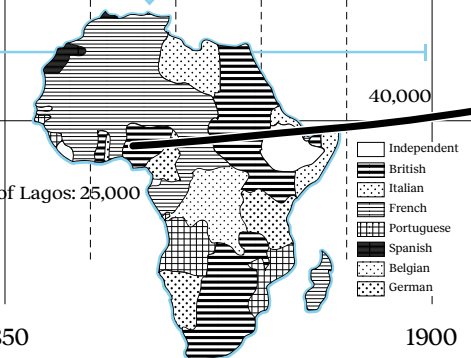 40,000
of Lagos: 25,000
Independent
British
Italian
French
Portuguese
Spanish
Belgian
German
850
1900